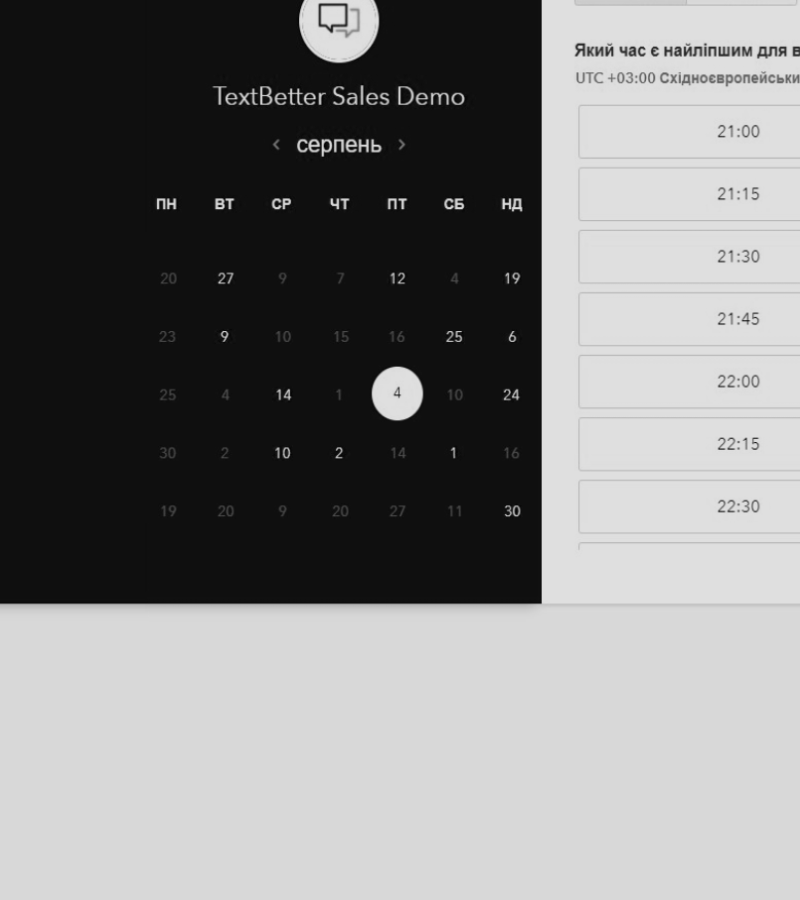 TextBetter Sales Demo
серпень
ПН ВТ СР ЧТ ПТ СБ НД
20 27 9 7 12 4 19
23 9 10 15 16 25 6
25 4 14 1 4 10 24
30 2 10 2 14 1 16
19 20 9 20 27 11 30
Який час є найліпшим для в
UTC +03:00 Східноєвропейськи
21:00
21:15
21:30
21:45
22:00
22:15
22:30